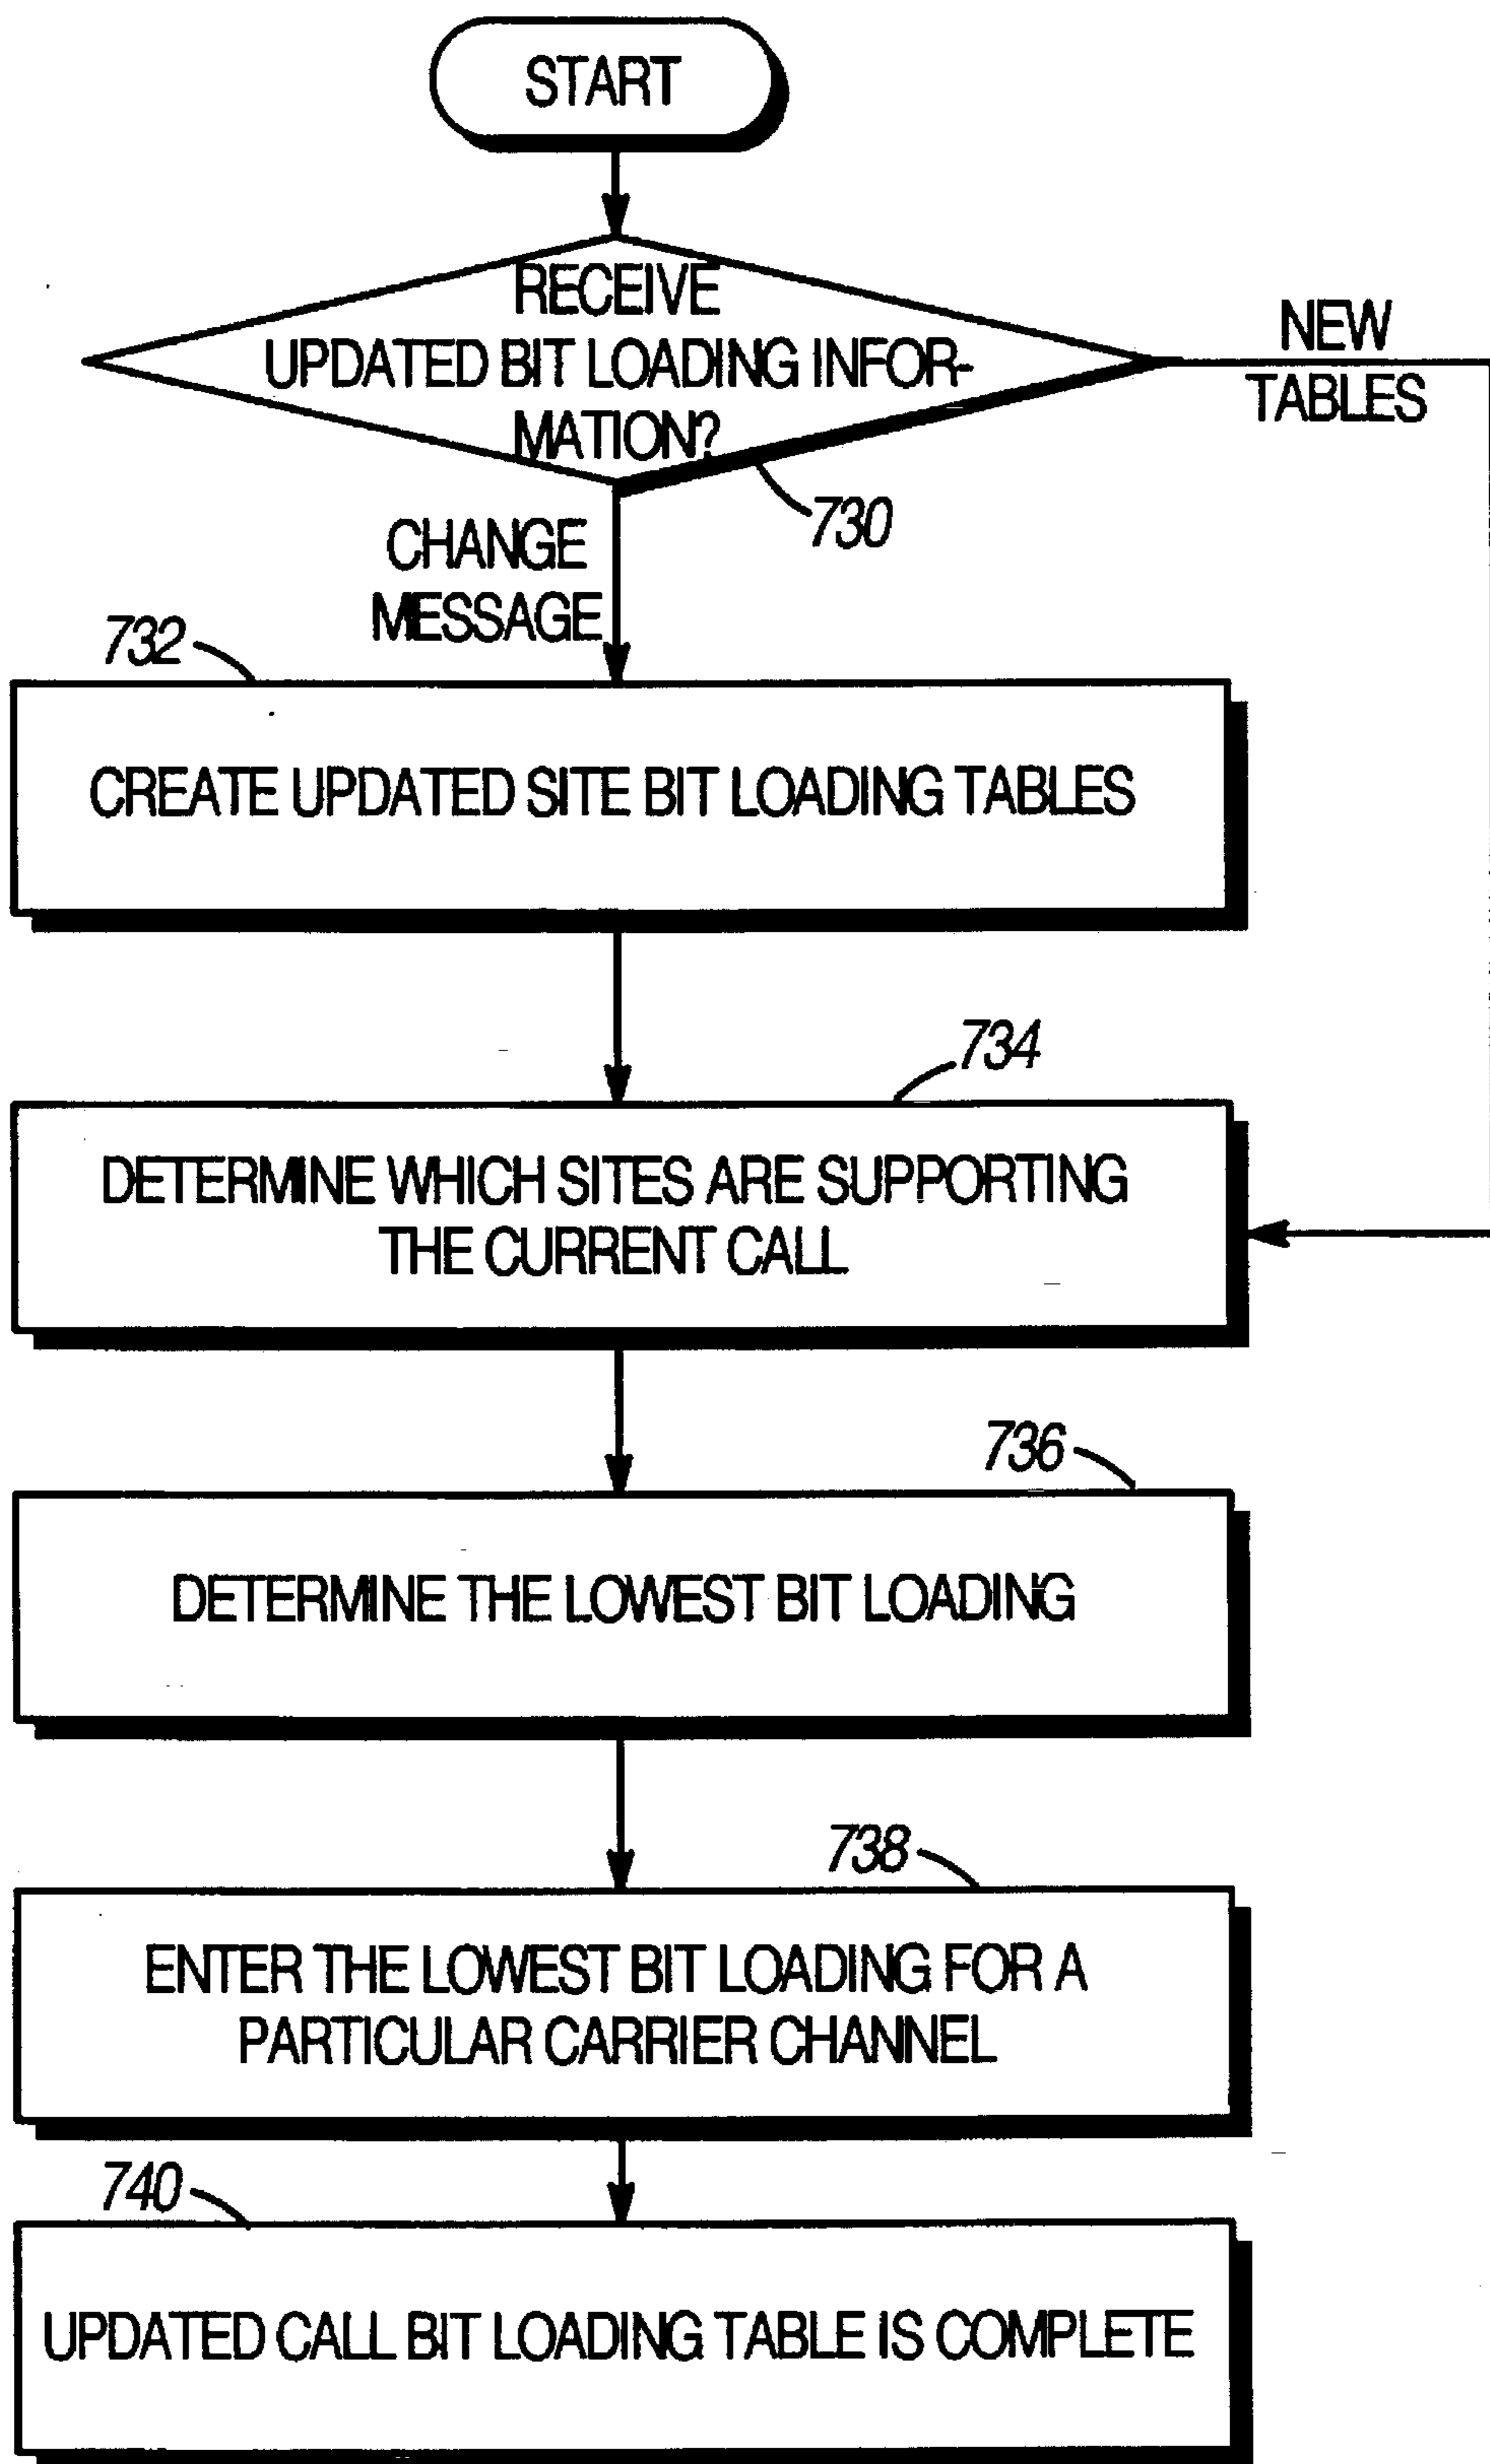 START
RECEIVE
UPDATED BIT LOADING INFOR-
MATION?
NEW
TABLES
730
CHANGE
MESSAGE
732
CREATE UPDATED SITE BIT LOADING TABLES
734
DETERMINE WHICH SITES ARE SUPPORTING
THE CURRENT CALL
736
DETERMINE THE LOWEST BIT LOADING
738
ENTER THE LOWEST BIT LOADING FOR A
PARTICULAR CARRIER CHANNEL
740
UPDATED CALL BIT LOADING TABLE IS COMPLETE